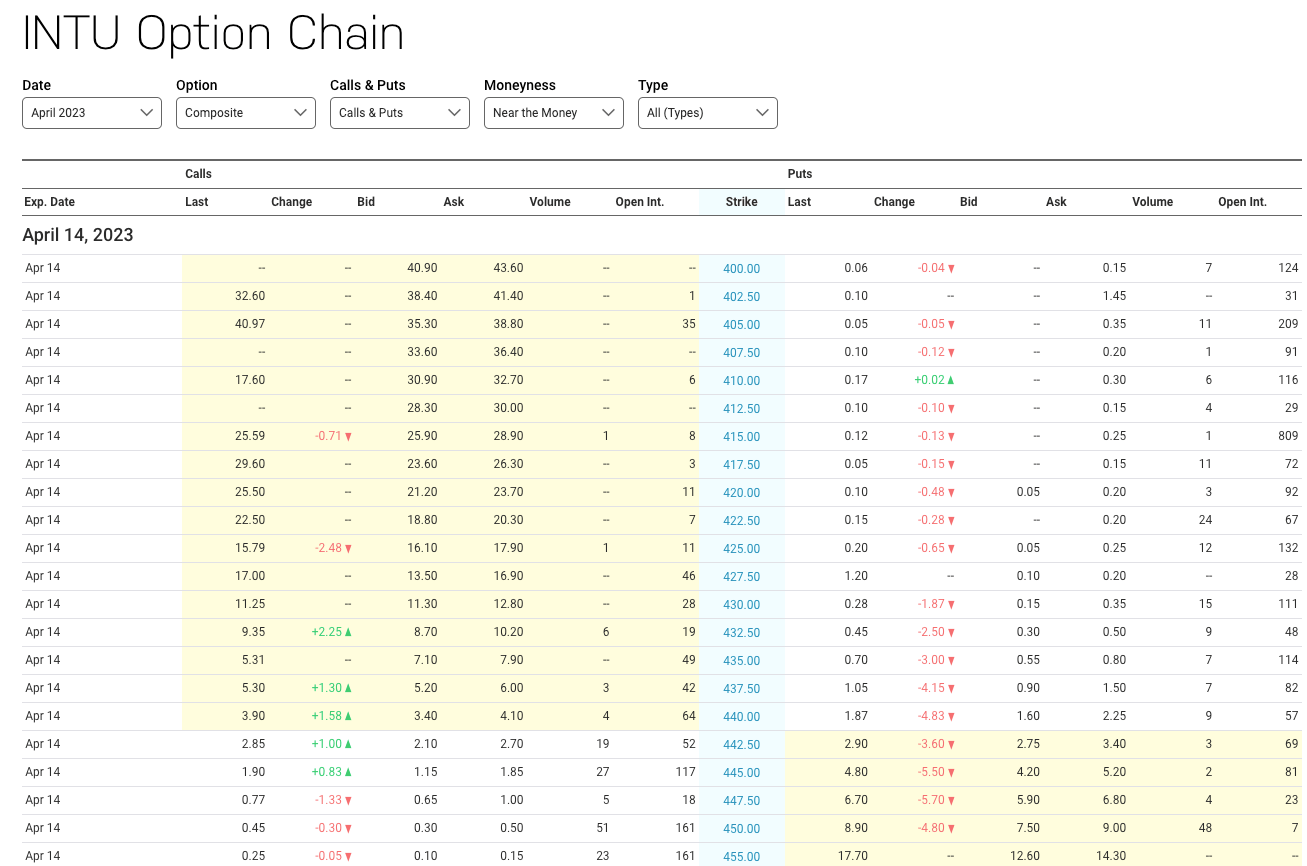 INTU Option Chain
Date Option Calls & Puts Moneyness Type
April 2023 Composite Calls & Puts Near the Money All (Types)
Calls Puts
Exp. Date Last Change Bid Ask Volume Open Int. Strike Last Change Bid Ask Volume Open Int.
April 14, 2023
Apr 14 -- -- 40.90 43.60 -- -- 400.00 0.06 -0.04 ▼ -- 0.15 7 124
Apr 14 32.60 -- 38.40 41.40 -- 1 402.50 0.10 -- -- 1.45 -- 31
Apr 14 40.97 -- 35.30 38.80 -- 35 405.00 0.05 -0.05 ▼ -- 0.35 11 209
Apr 14 -- -- 33.60 36.40 -- -- 407.50 0.10 -0.12 ▼ -- 0.20 1 91
Apr 14 17.60 -- 30.90 32.70 -- 6 410.00 0.17 +0.02 ▲ -- 0.30 6 116
Apr 14 -- -- 28.30 30.00 -- -- 412.50 0.10 -0.10 ▼ -- 0.15 4 29
Apr 14 25.59 -0.71 ▼ 25.90 28.90 1 8 415.00 0.12 -0.13 ▼ -- 0.25 1 809
Apr 14 29.60 -- 23.60 26.30 -- 3 417.50 0.05 -0.15 ▼ -- 0.15 11 72
Apr 14 25.50 -- 21.20 23.70 -- 11 420.00 0.10 -0.48 ▼ 0.05 0.20 3 92
Apr 14 22.50 -- 18.80 20.30 -- 7 422.50 0.15 -0.28 ▼ -- 0.20 24 67
Apr 14 15.79 -2.48 ▼ 16.10 17.90 1 11 425.00 0.20 -0.65 ▼ 0.05 0.25 12 132
Apr 14 17.00 -- 13.50 16.90 -- 46 427.50 1.20 -- 0.10 0.20 -- 28
Apr 14 11.25 -- 11.30 12.80 -- 28 430.00 0.28 -1.87 ▼ 0.15 0.35 15 111
Apr 14 9.35 +2.25 ▲ 8.70 10.20 6 19 432.50 0.45 -2.50 ▼ 0.30 0.50 9 48
Apr 14 5.31 -- 7.10 7.90 -- 49 435.00 0.70 -3.00 ▼ 0.55 0.80 7 114
Apr 14 5.30 +1.30 ▲ 5.20 6.00 3 42 437.50 1.05 -4.15 ▼ 0.90 1.50 7 82
Apr 14 3.90 +1.58 ▲ 3.40 4.10 4 64 440.00 1.87 -4.83 ▼ 1.60 2.25 9 57
Apr 14 2.85 +1.00 ▲ 2.10 2.70 19 52 442.50 2.90 -3.60 ▼ 2.75 3.40 3 69
Apr 14 1.90 +0.83 ▲ 1.15 1.85 27 117 445.00 4.80 -5.50 ▼ 4.20 5.20 2 81
Apr 14 0.77 -1.33 ▼ 0.65 1.00 5 18 447.50 6.70 -5.70 ▼ 5.90 6.80 4 23
Apr 14 0.45 -0.30 ▼ 0.30 0.50 51 161 450.00 8.90 -4.80 ▼ 7.50 9.00 48 7
Apr 14 0.25 -0.05 ▼ 0.10 0.15 23 161 455.00 17.70 -- 12.60 14.30 -- --